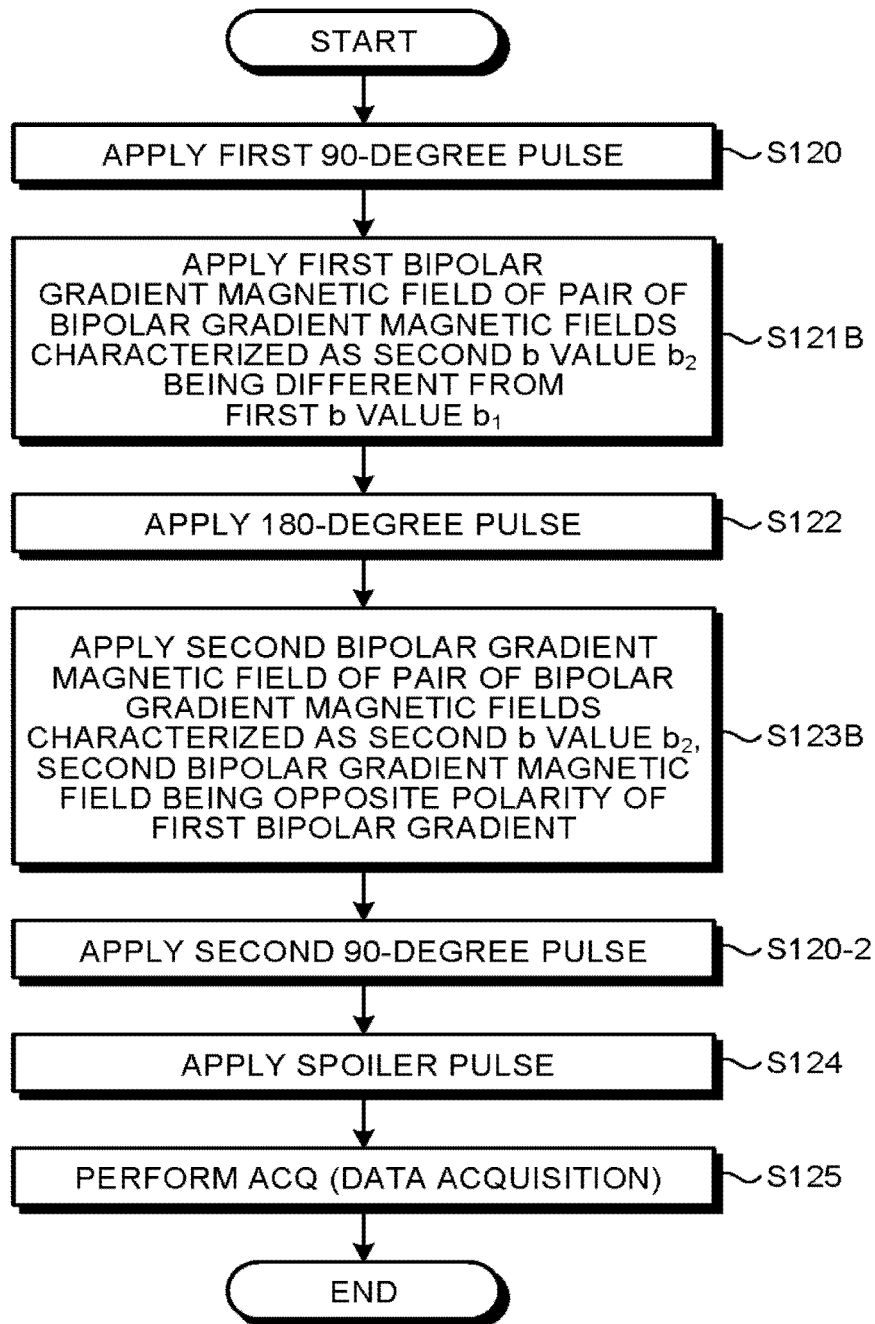 START
APPLY FIRST 90-DEGREE PULSE
S120
APPLY FIRST BIPOLAR
GRADIENT MAGNETIC FIELD OF PAIR OF
BIPOLAR GRADIENT MAGNETIC FIELDS
CHARACTERIZED AS SECOND b VALUE b₂
BEING DIFFERENT FROM
FIRST b VALUE b₁
S121B
APPLY 180-DEGREE PULSE
S122
APPLY SECOND BIPOLAR GRADIENT
MAGNETIC FIELD OF PAIR OF BIPOLAR
GRADIENT MAGNETIC FIELDS
CHARACTERIZED AS SECOND b VALUE b₂,
SECOND BIPOLAR GRADIENT MAGNETIC
FIELD BEING OPPOSITE POLARITY OF
FIRST BIPOLAR GRADIENT
S123B
APPLY SECOND 90-DEGREE PULSE
S120-2
APPLY SPOILER PULSE
S124
PERFORM ACQ (DATA ACQUISITION)
S125
END